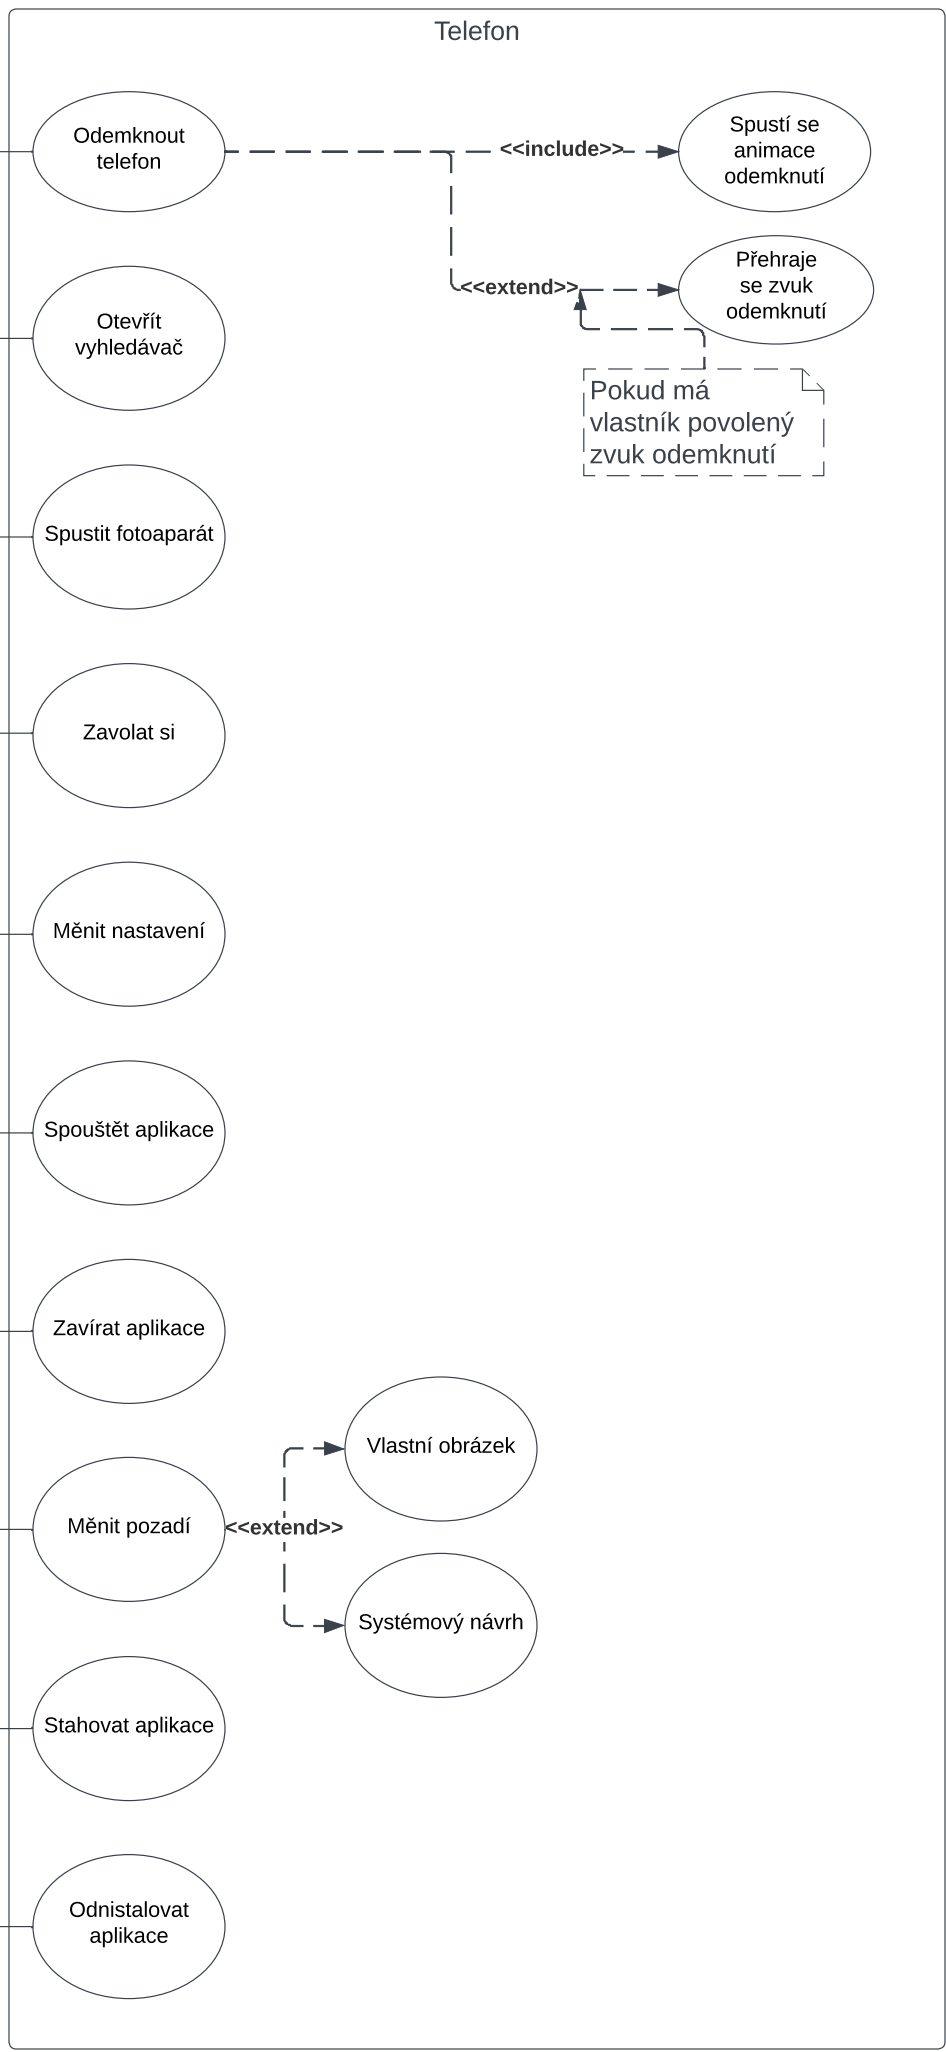 Telefon
Odemknout
telefon
<<include>>
Spustí se
animace
odemknutí
<<extend>>
Přehraje
se zvuk
odemknutí
Pokud má
vlastník povolený
zvuk odemknutí
Otevřít
vyhledávač
Spustit fotoaparát
Zavolat si
Měnit nastavení
Spouštět aplikace
Zavírat aplikace
Měnit pozadí
<<extend>>
Vlastní obrázek
Systémový návrh
Stahovat aplikace
Odnistalovat
aplikace